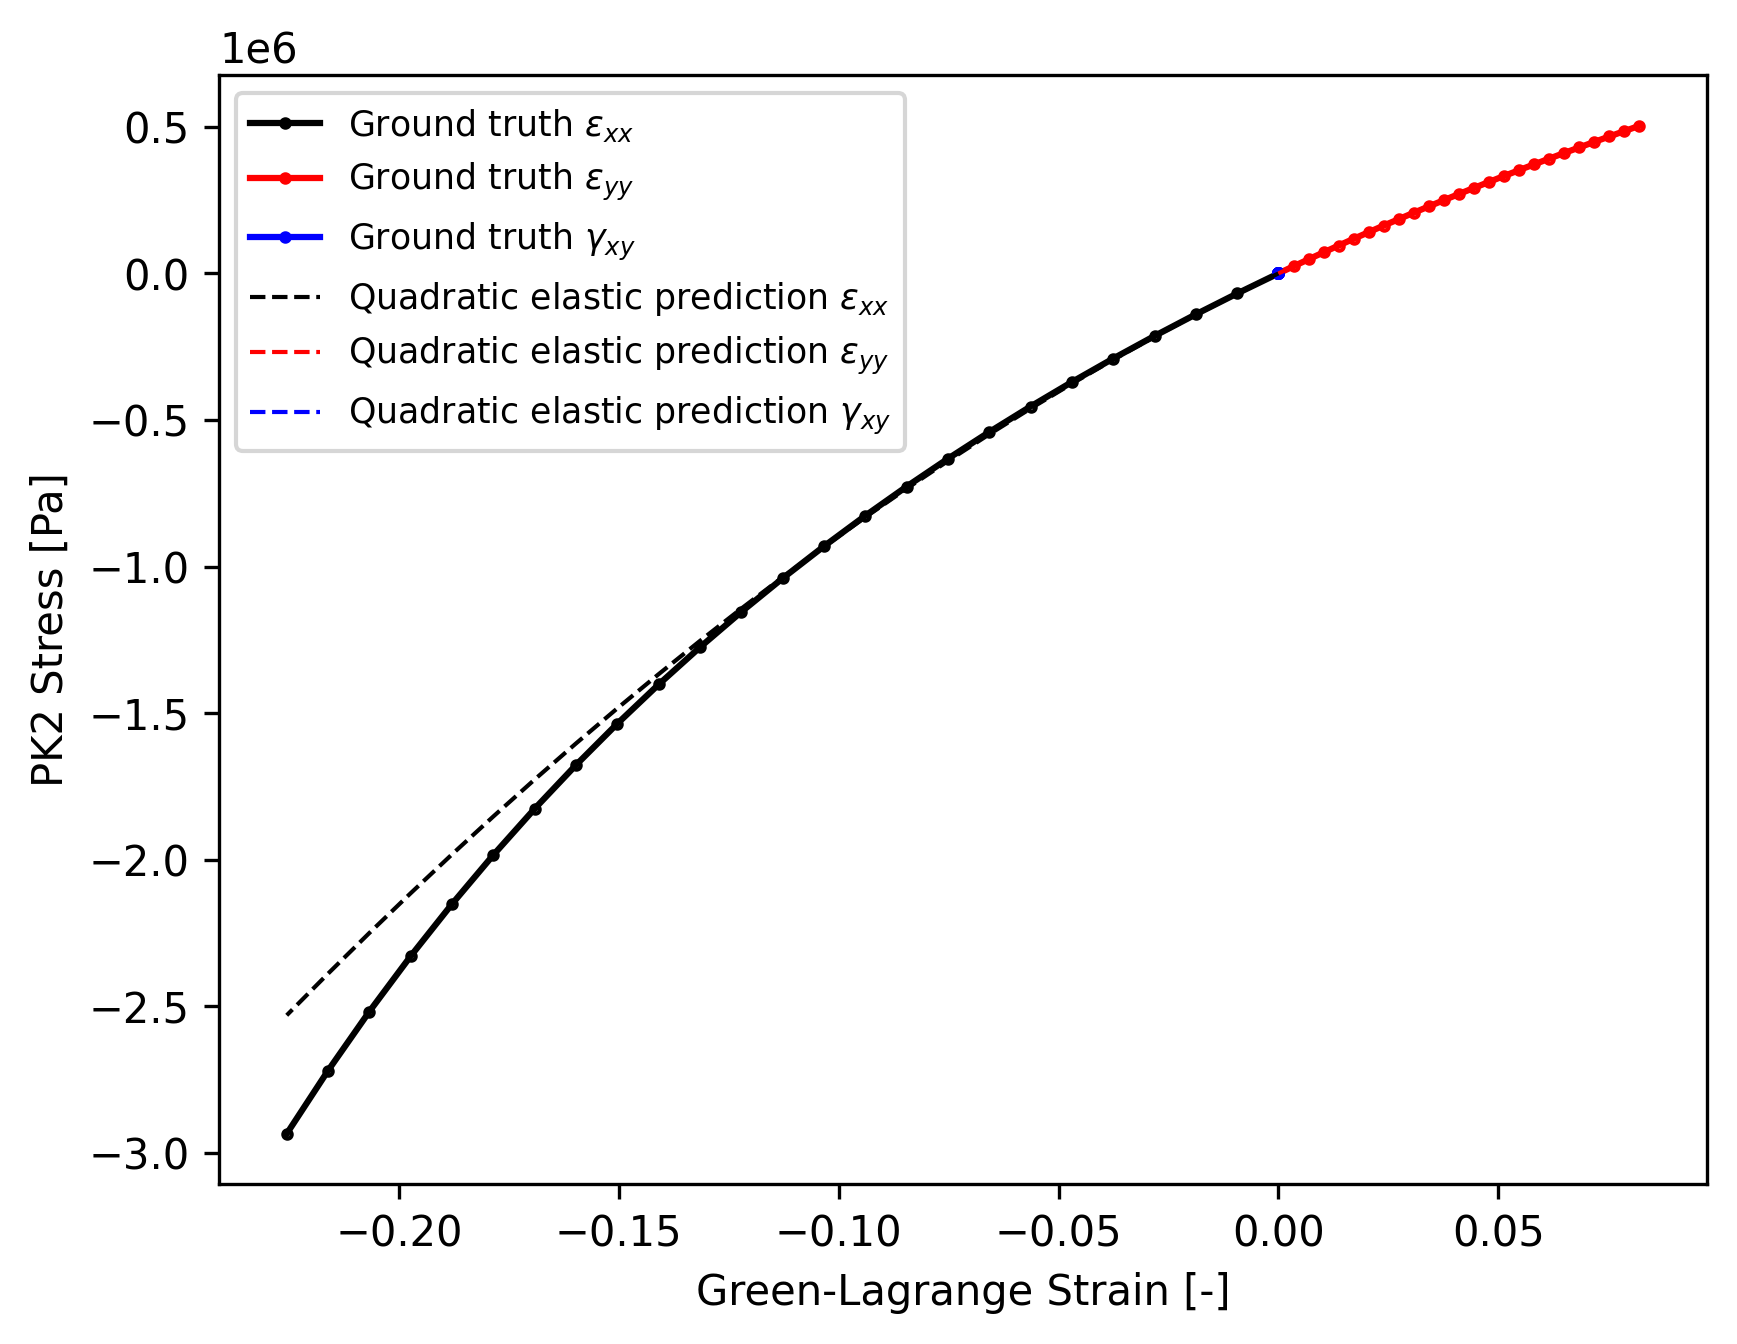 1e6
0.5
0.0
−0.5
−1.0
−1.5
−2.0
−2.5
−3.0
PK2 Stress [Pa]
Ground truth εxx
Ground truth εyy
Ground truth γxy
Quadratic elastic prediction εxx
Quadratic elastic prediction εyy
Quadratic elastic prediction γxy
−0.20 −0.15 −0.10 −0.05 0.00 0.05
Green-Lagrange Strain [-]